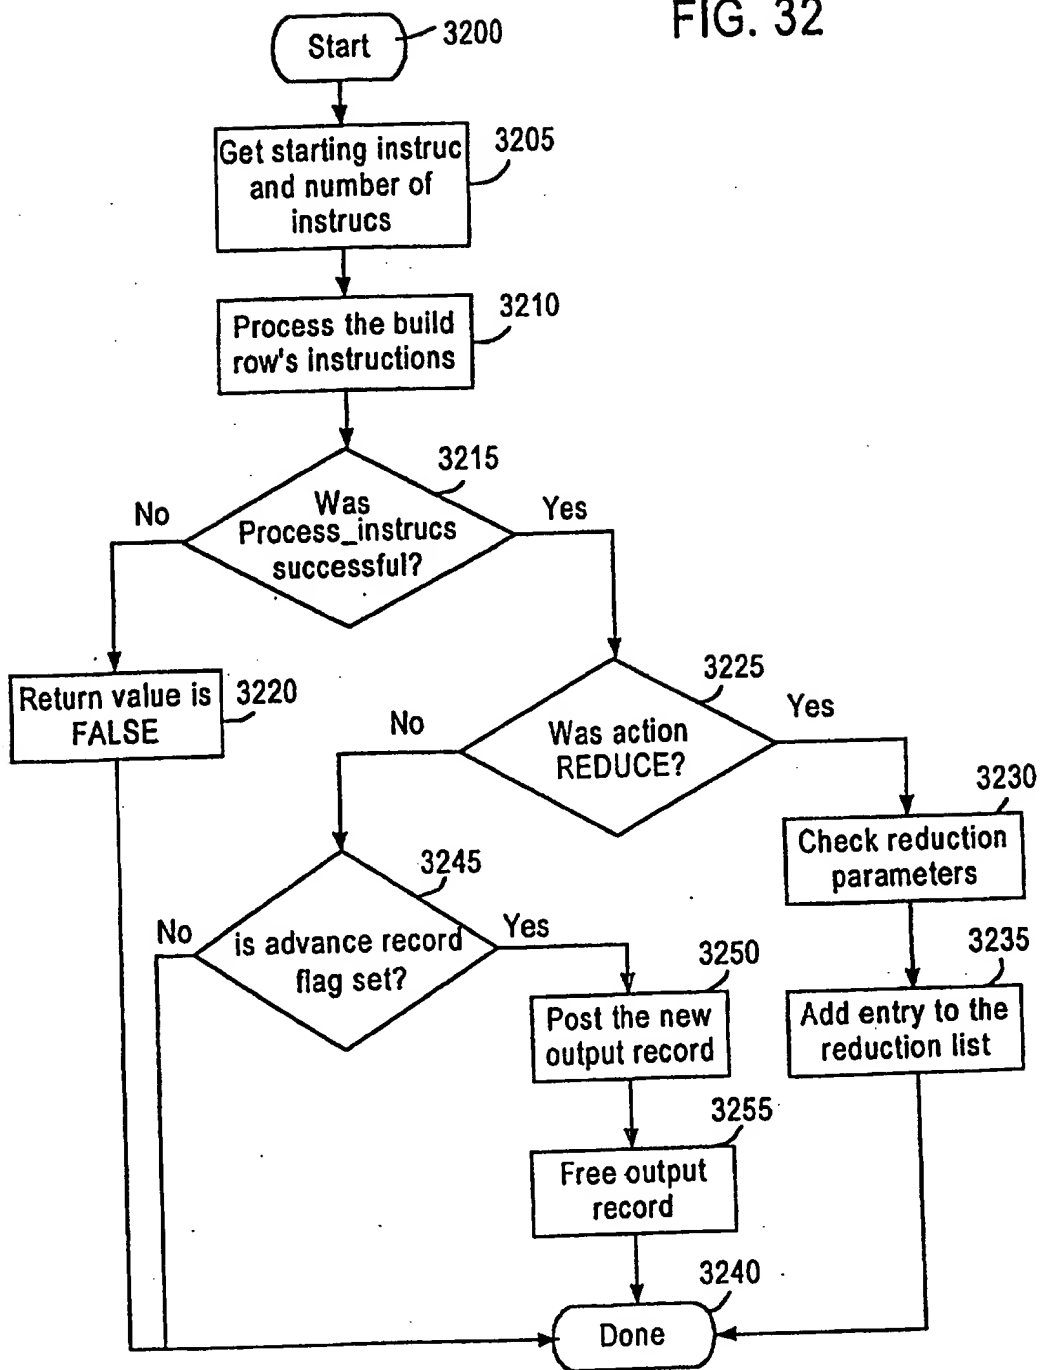 FIG. 32
Start
3200
Get starting instruc
and number of
instrucs
3205
Process the build
row's instructions
3210
Was
Process_instrucs
successful?
3215
No
Yes
Return value is
FALSE
3220
Was action
REDUCE?
3225
No
Yes
Check reduction
parameters
3230
Add entry to the
reduction list
3235
is advance record
flag set?
3245
No
Yes
Post the new
output record
3250
Free output
record
3255
Done
3240